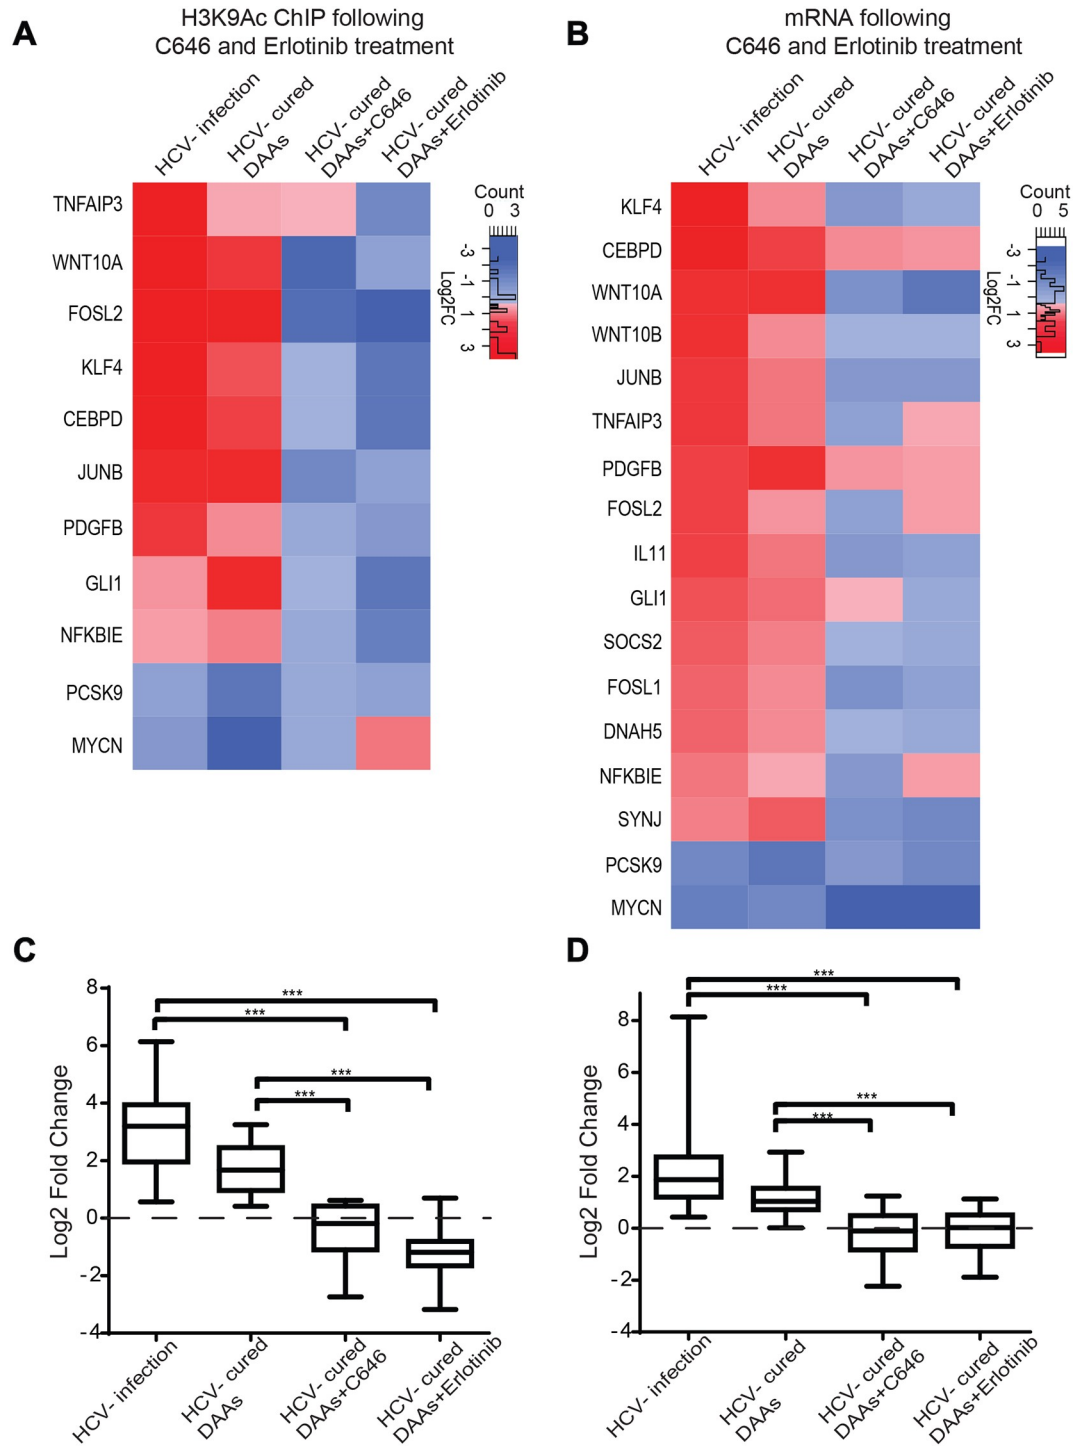 A
H3K9Ac ChIP following
C646 and Erlotinib treatment
HCV- infection
HCV- cured
DAAs
HCV- cured
DAAs+C646
HCV- cured
DAAs+Erlotinib
TNFAIP3
WNT10A
FOSL2
KLF4
CEBPD
JUNB
PDGFB
GLI1
NFKBIE
PCSK9
MYCN
Count
0 3
-3
-1
1
3
Log2FC
B
mRNA following
C646 and Erlotinib treatment
HCV- infection
HCV- cured
DAAs
HCV- cured
DAAs+C646
HCV- cured
DAAs+Erlotinib
KLF4
CEBPD
WNT10A
WNT10B
JUNB
TNFAIP3
PDGFB
FOSL2
IL11
GLI1
SOCS2
FOSL1
DNAH5
NFKBIE
SYNJ
PCSK9
MYCN
Count
0 5
-3
-1
1
3
Log2FC
C
Log2 Fold Change
8
6
4
2
0
-2
-4
***
***
***
***
HCV- infection
HCV- cured
DAAs
HCV- cured
DAAs+C646
HCV- cured
DAAs+Erlotinib
D
Log2 Fold Change
8
6
4
2
0
-2
-4
***
***
***
***
HCV- infection
HCV- cured
DAAs
HCV- cured
DAAs+C646
HCV- cured
DAAs+Erlotinib